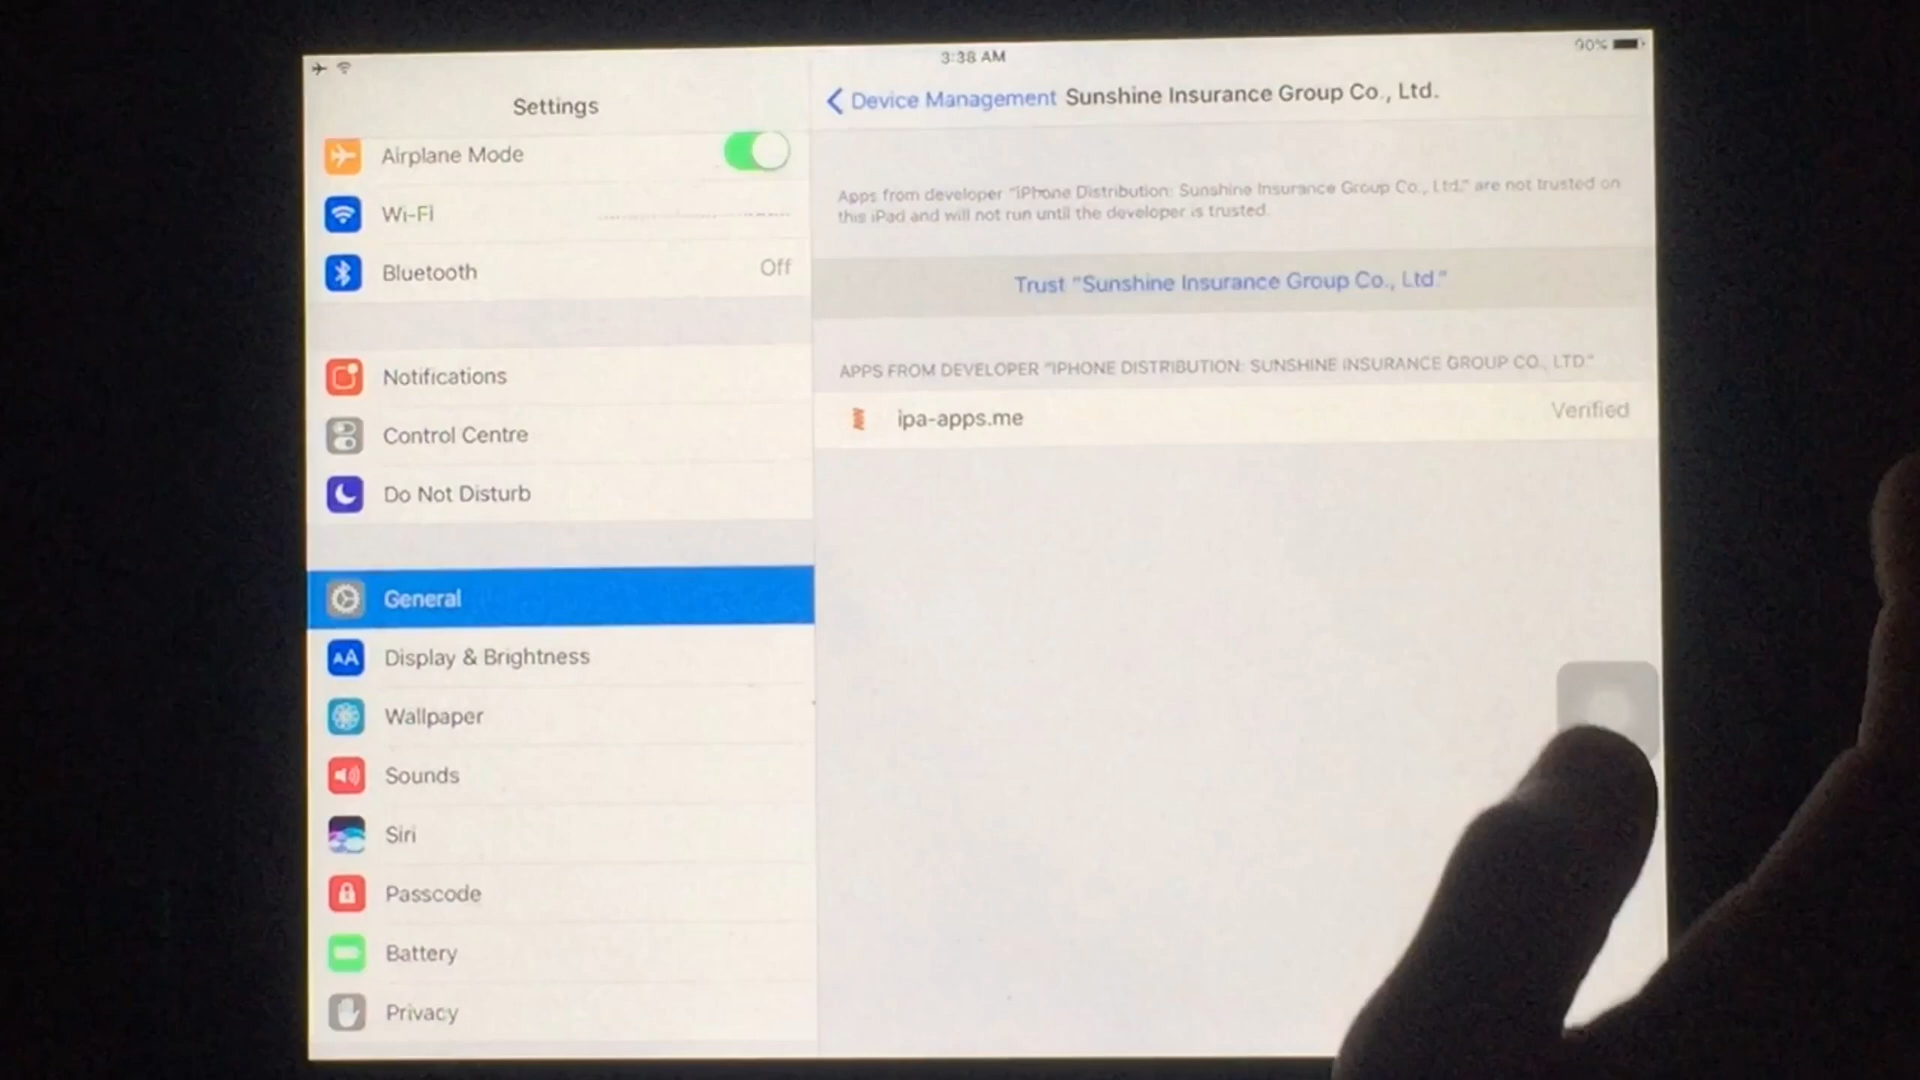 3:38 AM
90%
Settings
Device Management
Sunshine Insurance Group Co., Ltd.
Airplane Mode
Wi-Fi
Bluetooth
Off
Notifications
Control Centre
Do Not Disturb
General
AA
Display & Brightness
Wallpaper
Sounds
Siri
Passcode
Battery
Privacy
Apps from developer "iPhone Distribution: Sunshine Insurance Group Co., Ltd." are not trusted on
this iPad and will not run until the developer is trusted.
Trust "Sunshine Insurance Group Co., Ltd."
APPS FROM DEVELOPER "IPHONE DISTRIBUTION: SUNSHINE INSURANCE GROUP CO., LTD."
ipa-apps.me
Verified